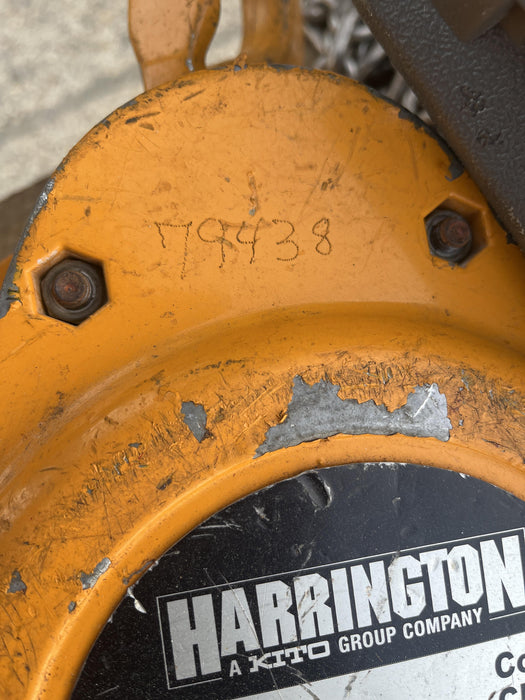 79438
HARRINGTON
A KITO GROUP COMPANY